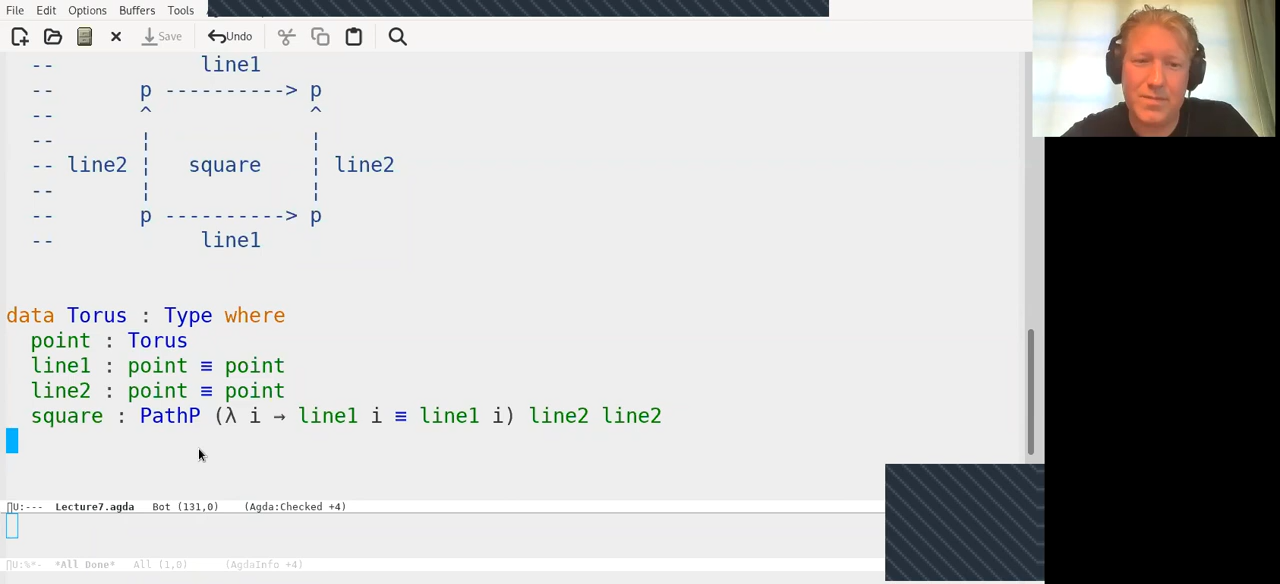 File Edit Options Buffers Tools
Save Undo
-- line1
-- p ----------> p
-- ^ ^
-- ¦ ¦
-- line2 ¦ square ¦ line2
-- ¦ ¦
-- p ----------> p
-- line1
data Torus : Type where
point : Torus
line1 : point ≡ point
line2 : point ≡ point
square : PathP (λ i → line1 i ≡ line1 i) line2 line2
U:--- Lecture7.agda Bot (131,0) (Agda:Checked +4)
U:%*- *All Done* All (1,0) (AgdaInfo +4)